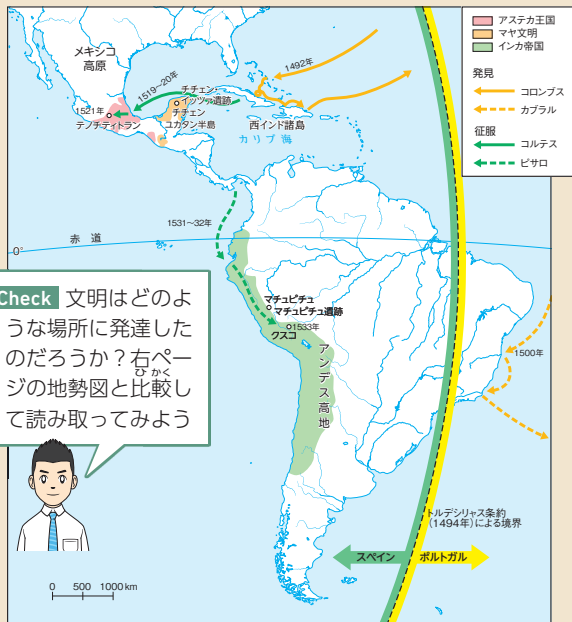 アステカ王国
マヤ文明
インカ帝国
発見
コロンブス
カブラル
征服
コルテス
ピサロ
メキシコ
高原
1492年
1519〜20年
チチェン・
イッツァ遺跡
チチェン
ユカタン半島
1521年
テノチティトラン
西インド諸島
カリブ海
1531〜32年
赤道
0°
Check 文明はどのよ
うな場所に発達した
のだろうか？右ペー
ひかく
ジの地勢図と比較し
て読み取ってみよう
マチュピチュ
マチュピチュ遺跡
1533年
クスコ
アンデス高地
1500年
トルデシリャス条約
(1494年)による境界
スペイン
ポルトガル
0 500 1000km